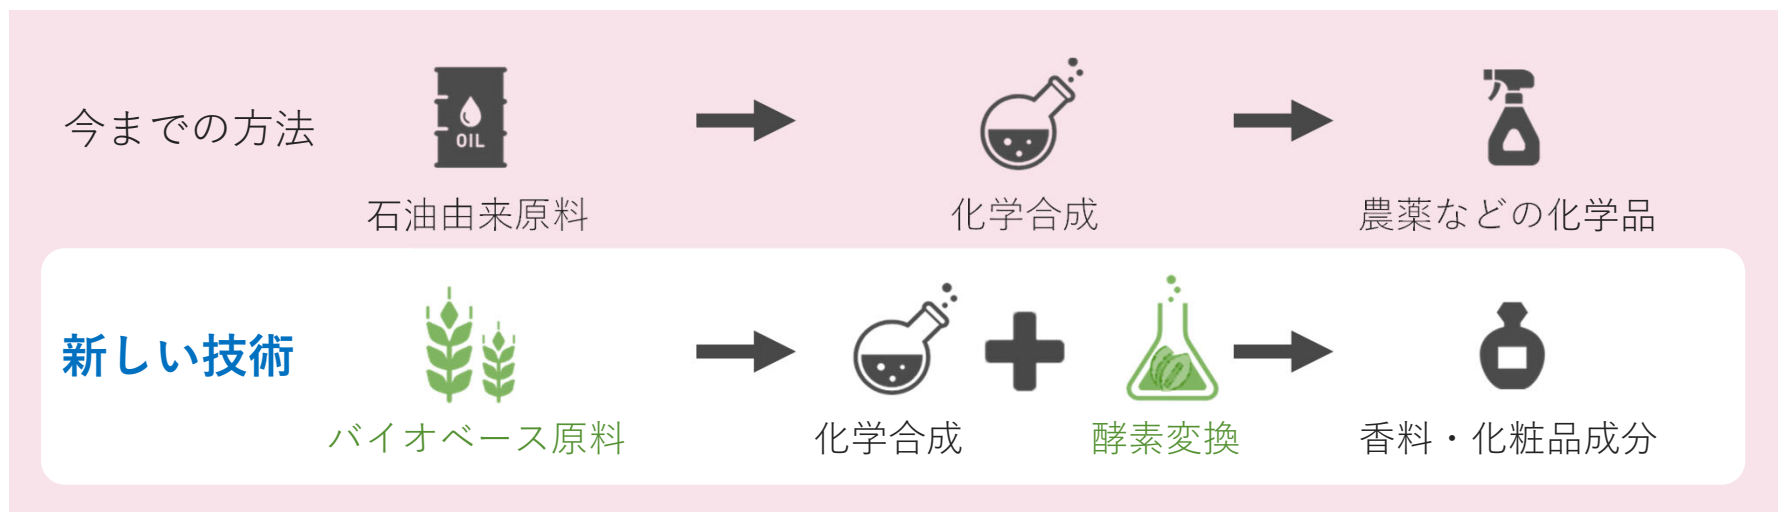 今までの方法
OIL
石油由来原料
化学合成
農薬などの化学品
新しい技術
バイオベース原料
化学合成
酵素変換
香料・化粧品成分